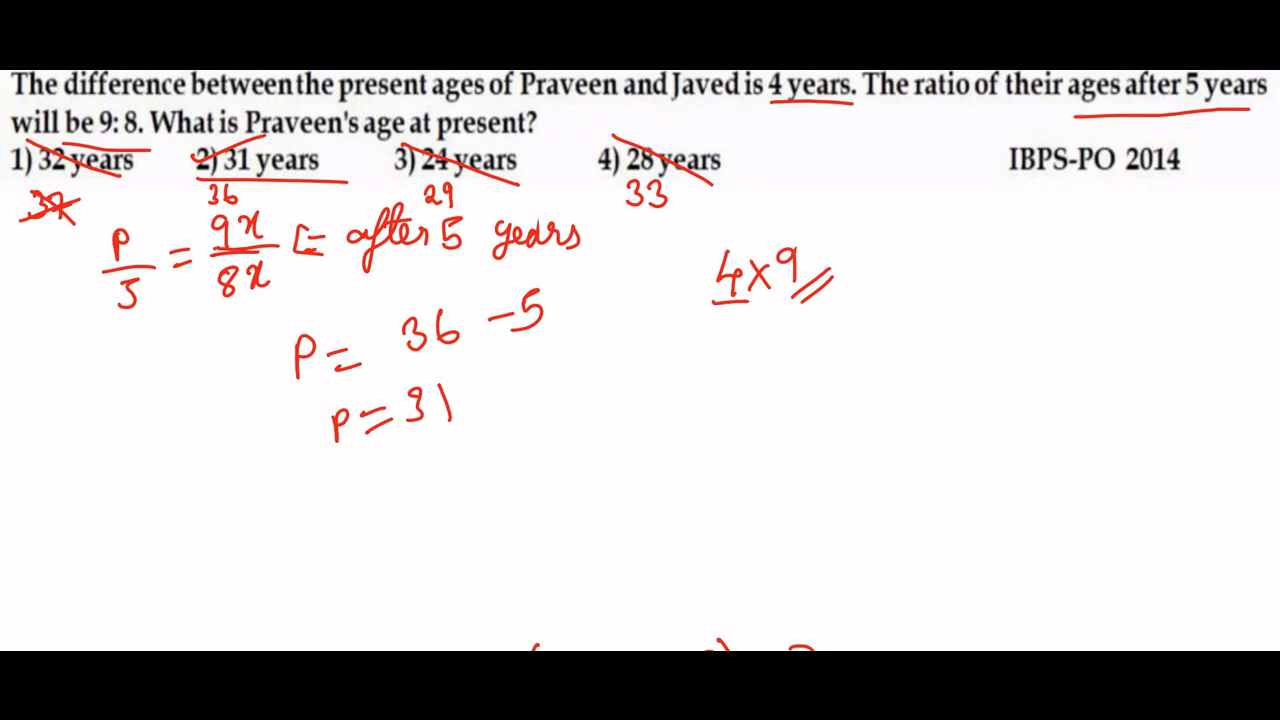 The difference between the present ages of Praveen and Javed is 4 years. The ratio of their ages after 5 years
will be 9:8. What is Praveen's age at present?
1) 32 years 2) 31 years 3) 24 years 4) 28 years IBPS-PO 2014
37 36 29 33
P/J = 9x/8x after 5 years
4×9
P = 36 -5
P = 31